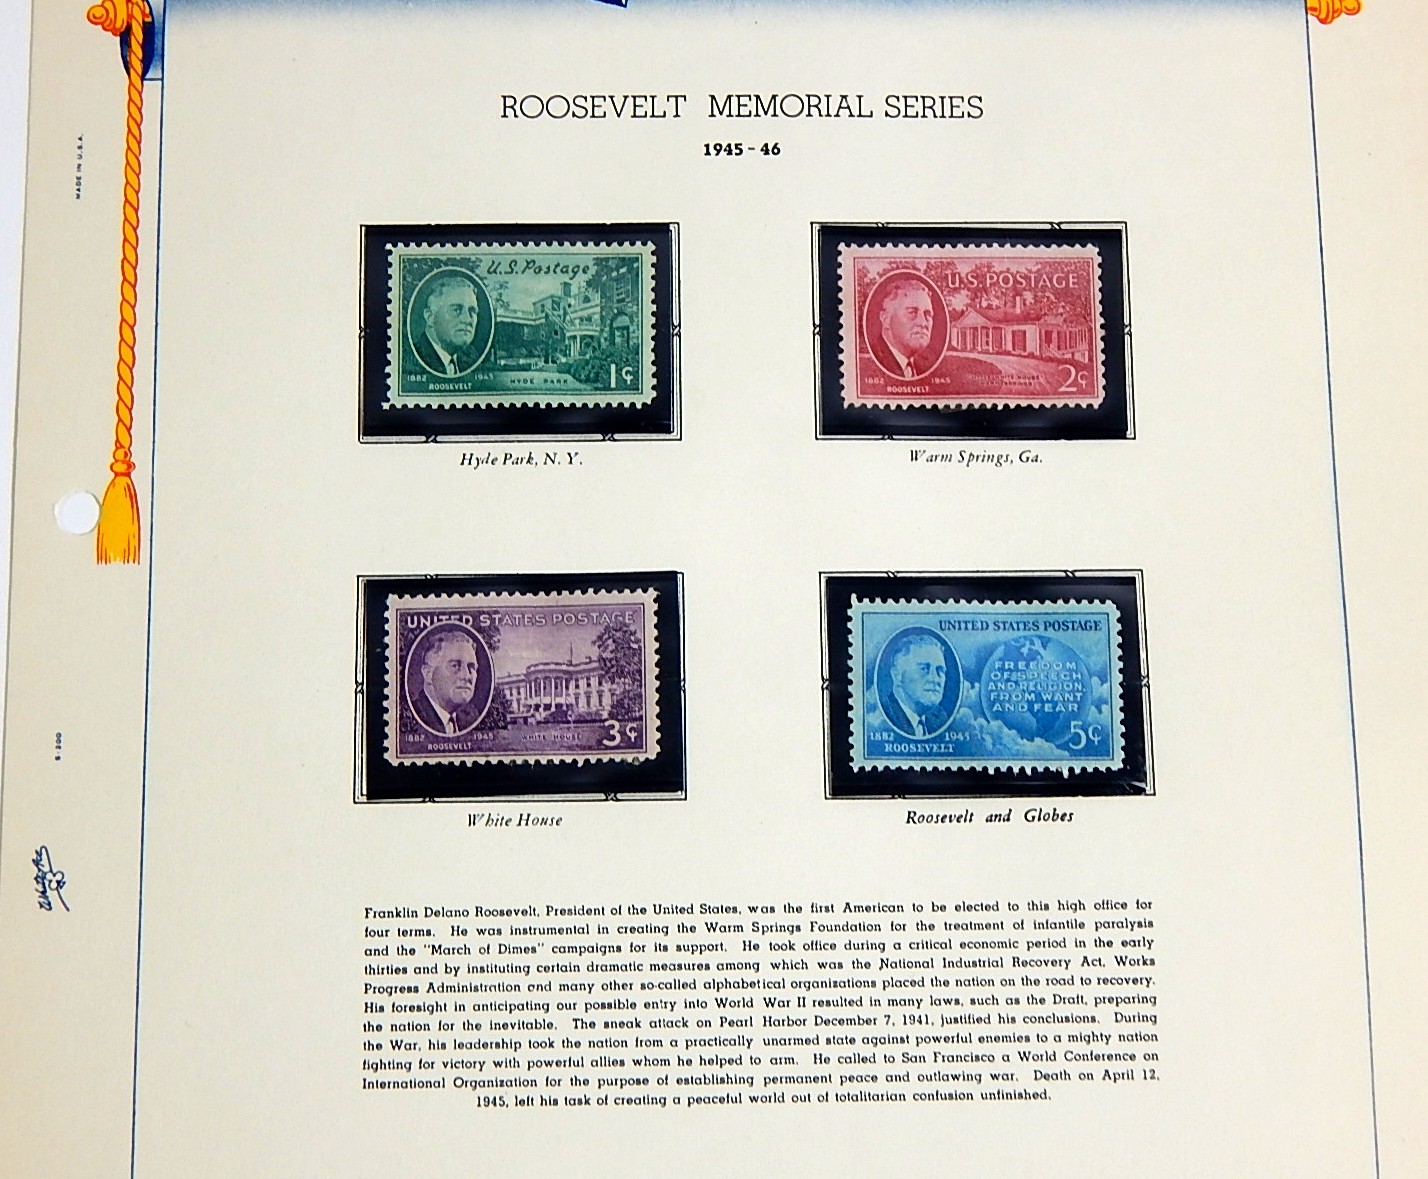 ROOSEVELT MEMORIAL SERIES
1945-46
MADE IN U.S.A.
U.S. Postage
1882 1945
ROOSEVELT
HYDE PARK
1¢
Hyde Park, N. Y.
U.S. POSTAGE
1882 1945
ROOSEVELT
LITTLE WHITE HOUSE
WARM SPRINGS
2¢
Warm Springs, Ga.
UNITED STATES POSTAGE
1882 1945
ROOSEVELT
WHITE HOUSE
3¢
White House
UNITED STATES POSTAGE
FREEDOM
OF SPEECH
AND RELIGION,
FROM WANT
AND FEAR
1882 1945
ROOSEVELT
5¢
Roosevelt and Globes
S-200
White Ace
Franklin Delano Roosevelt, President of the United States, was the first American to be elected to this high office for
four terms. He was instrumental in creating the Warm Springs Foundation for the treatment of infantile paralysis
and the "March of Dimes" campaigns for its support. He took office during a critical economic period in the early
thirties and by instituting certain dramatic measures among which was the National Industrial Recovery Act, Works
Progress Administration and many other so-called alphabetical organizations placed the nation on the road to recovery.
His foresight in anticipating our possible entry into World War II resulted in many laws, such as the Draft, preparing
the nation for the inevitable. The sneak attack on Pearl Harbor December 7, 1941, justified his conclusions. During
the War, his leadership took the nation from a practically unarmed state against powerful enemies to a mighty nation
fighting for victory with powerful allies whom he helped to arm. He called to San Francisco a World Conference on
International Organization for the purpose of establishing permanent peace and outlawing war. Death on April 12,
1945, left his task of creating a peaceful world out of totalitarian confusion unfinished.